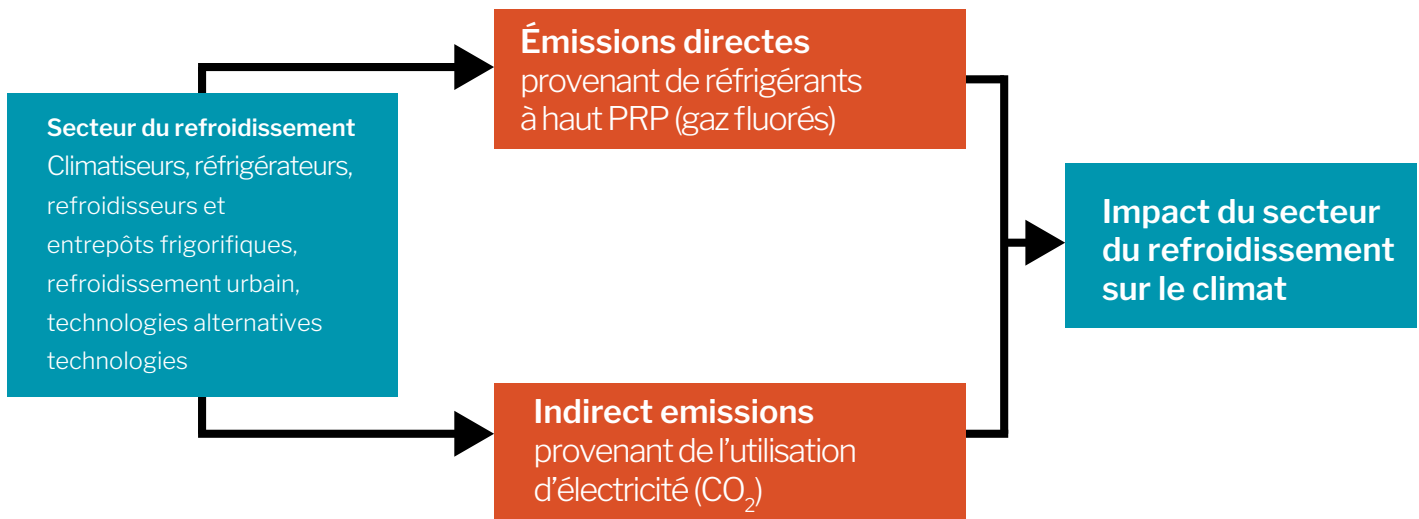 Secteur du refroidissement
Climatiseurs, réfrigérateurs,
refroidisseurs et
entrepôts frigorifiques,
refroidissement urbain,
technologies alternatives
technologies
Émissions directes
provenant de réfrigérants
à haut PRP (gaz fluorés)
Indirect emissions
provenant de l’utilisation
d’électricité (CO₂)
Impact du secteur
du refroidissement
sur le climat